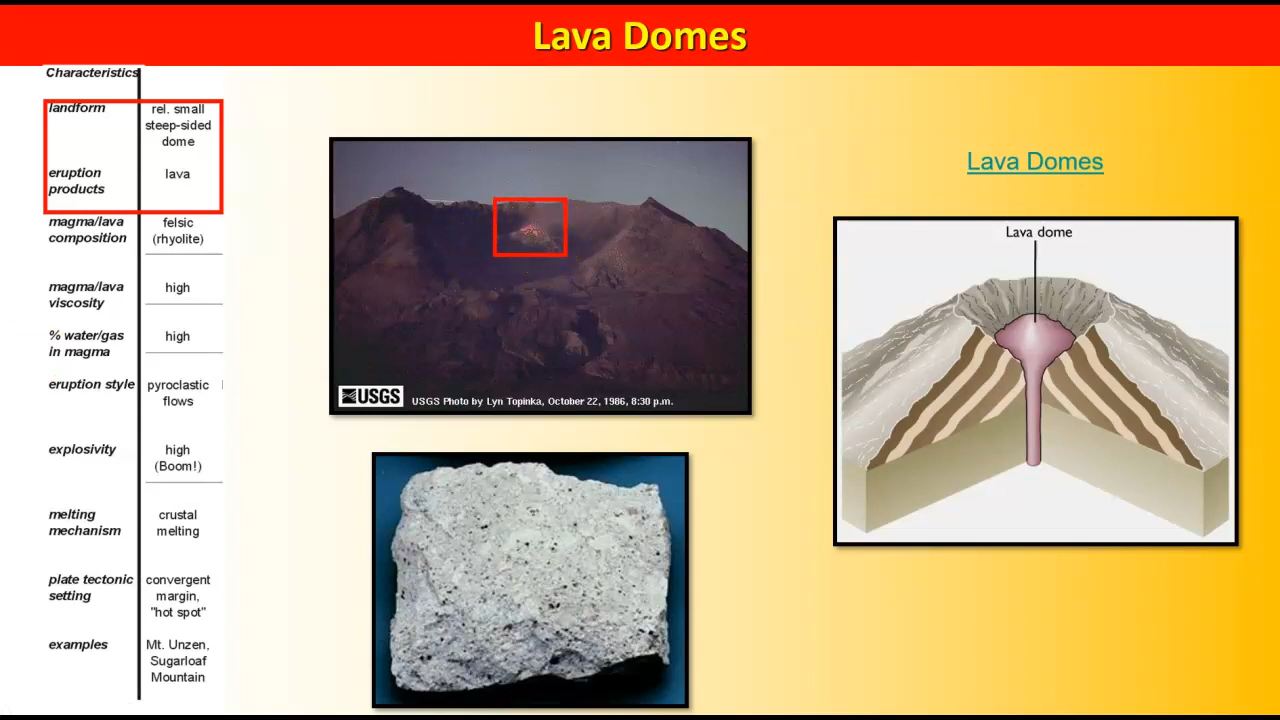 Lava Domes
Characteristics
landform
rel. small
steep-sided
dome
eruption
products
lava
magma/lava
composition
felsic
(rhyolite)
magma/lava
viscosity
high
% water/gas
in magma
high
eruption style
pyroclastic
flows
explosivity
high
(Boom!)
melting
mechanism
crustal
melting
plate tectonic
setting
convergent
margin,
"hot spot"
examples
Mt. Unzen,
Sugarloaf
Mountain
USGS
USGS Photo by Lyn Topinka, October 22, 1986, 8:30 p.m.
Lava Domes
Lava dome